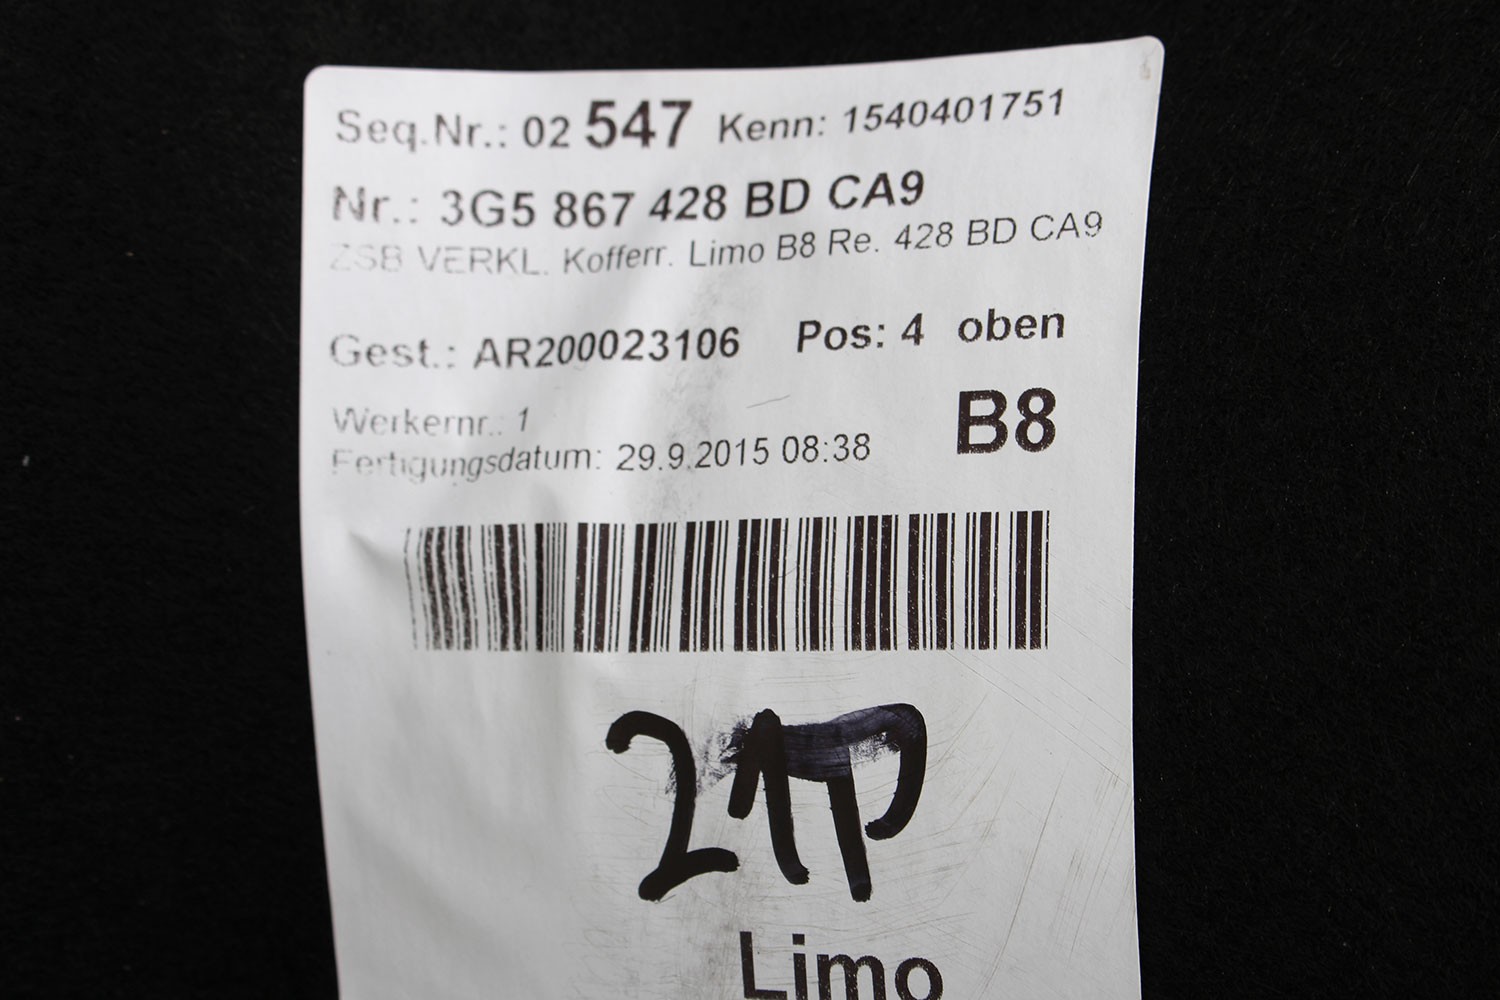 Seq.Nr.: 02 547 Kenn: 1540401751
Nr.: 3G5 867 428 BD CA9
ZSB VERKL. Kofferr. Limo B8 Re. 428 BD CA9
Gest.: AR200023106 Pos: 4 oben
Werkernr.: 1
B8
Fertigungsdatum: 29.9.2015 08:38
21P
Limo